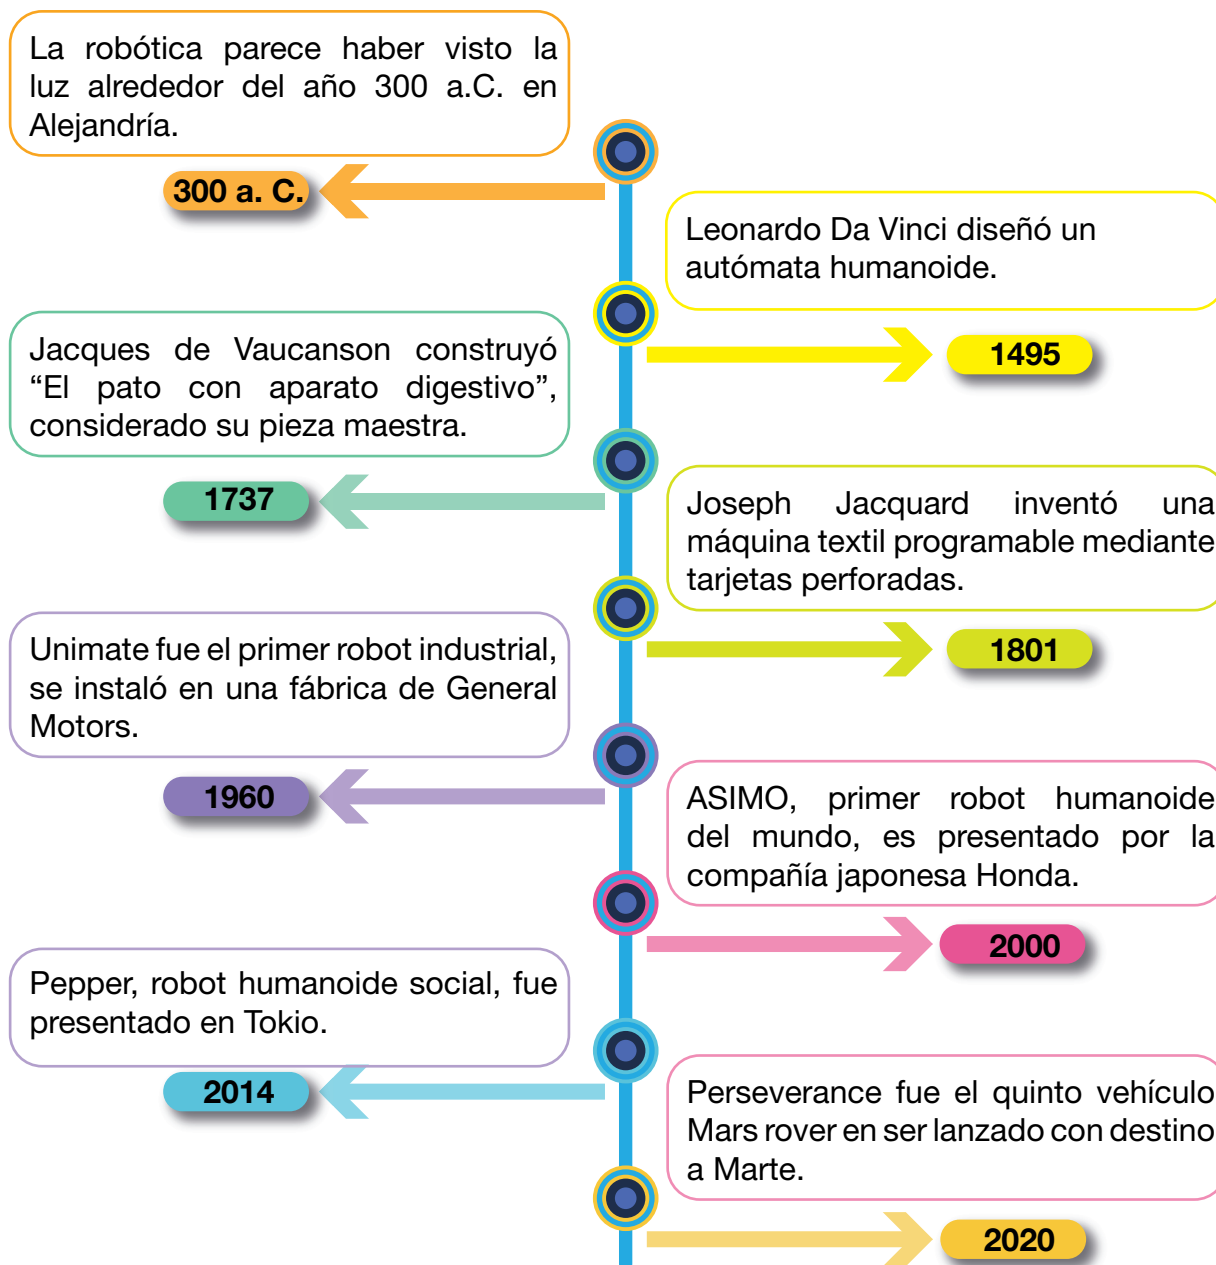 La robótica parece haber visto la
luz alrededor del año 300 a.C. en
Alejandría.
300 a. C.
Leonardo Da Vinci diseñó un
autómata humanoide.
1495
Jacques de Vaucanson construyó
“El pato con aparato digestivo”,
considerado su pieza maestra.
1737
Joseph Jacquard inventó una
máquina textil programable mediante
tarjetas perforadas.
1801
Unimate fue el primer robot industrial,
se instaló en una fábrica de General
Motors.
1960
ASIMO, primer robot humanoide
del mundo, es presentado por la
compañía japonesa Honda.
2000
Pepper, robot humanoide social, fue
presentado en Tokio.
2014
Perseverance fue el quinto vehículo
Mars rover en ser lanzado con destino
a Marte.
2020